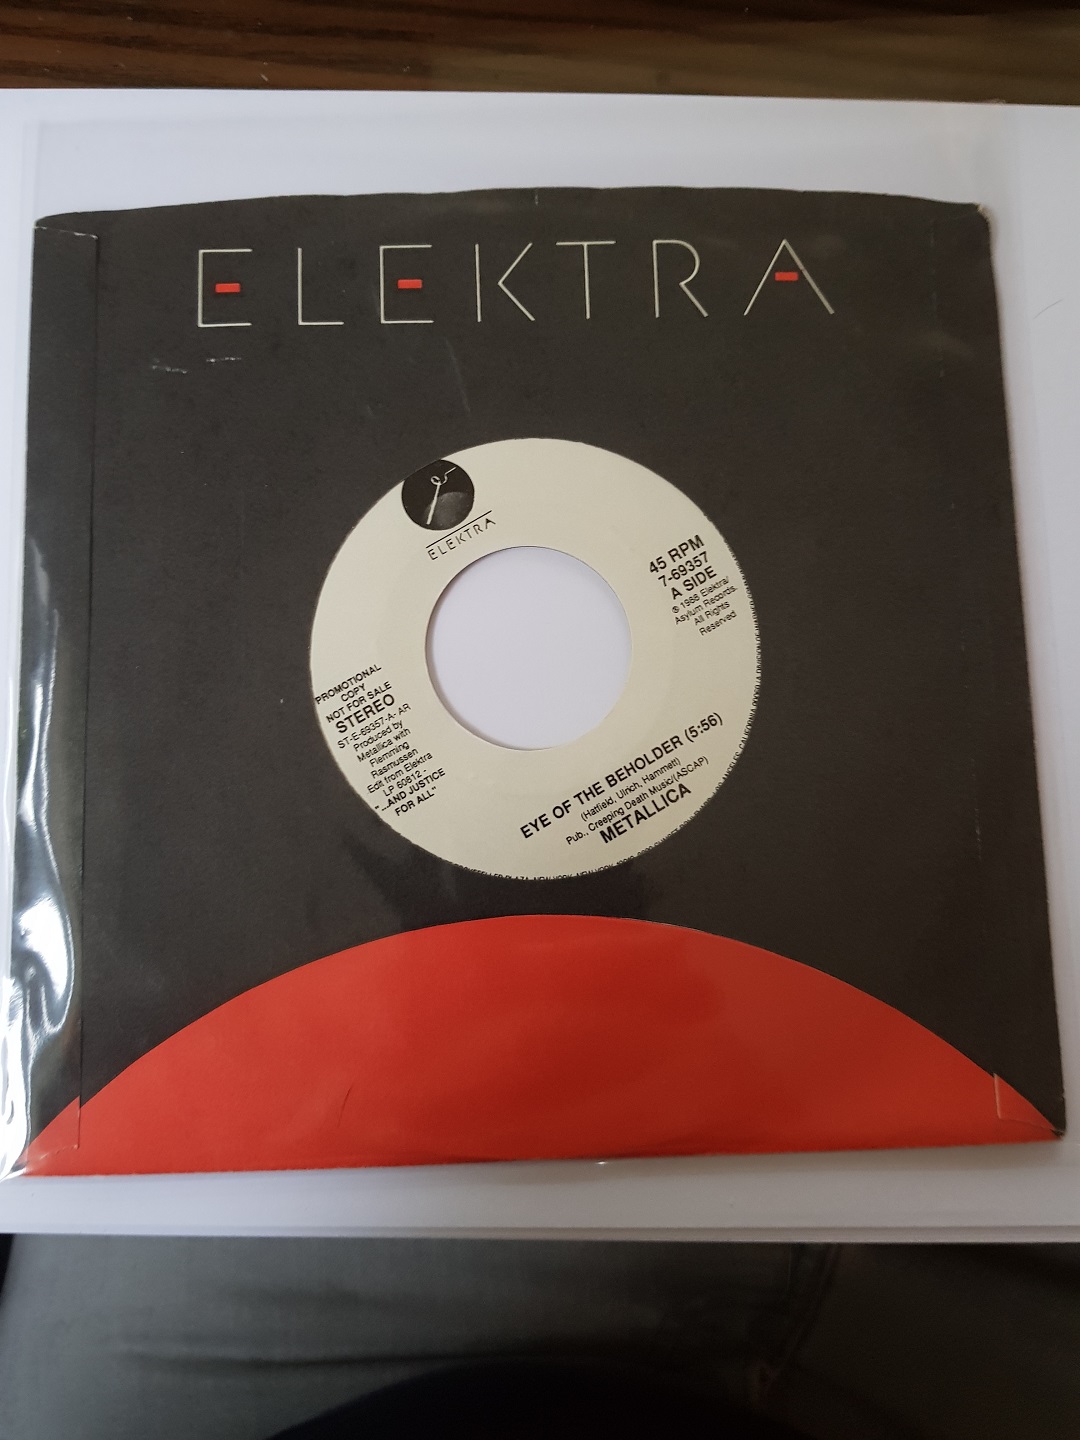 ELEKTRA
ELEKTRA
45 RPM
7-69357
A SIDE
℗ 1988 Elektra/
Asylum Records.
All Rights
Reserved
PROMOTIONAL
COPY
NOT FOR SALE
STEREO
ST-E-69357-A- AR
Produced by
Metallica with
Flemming
Rasmussen
Edit from Elektra
LP 60812 -
"...AND JUSTICE
FOR ALL"
EYE OF THE BEHOLDER (5:56)
(Hatfield, Ulrich, Hammett)
Pub., Creeping Death Music/(ASCAP)
METALLICA